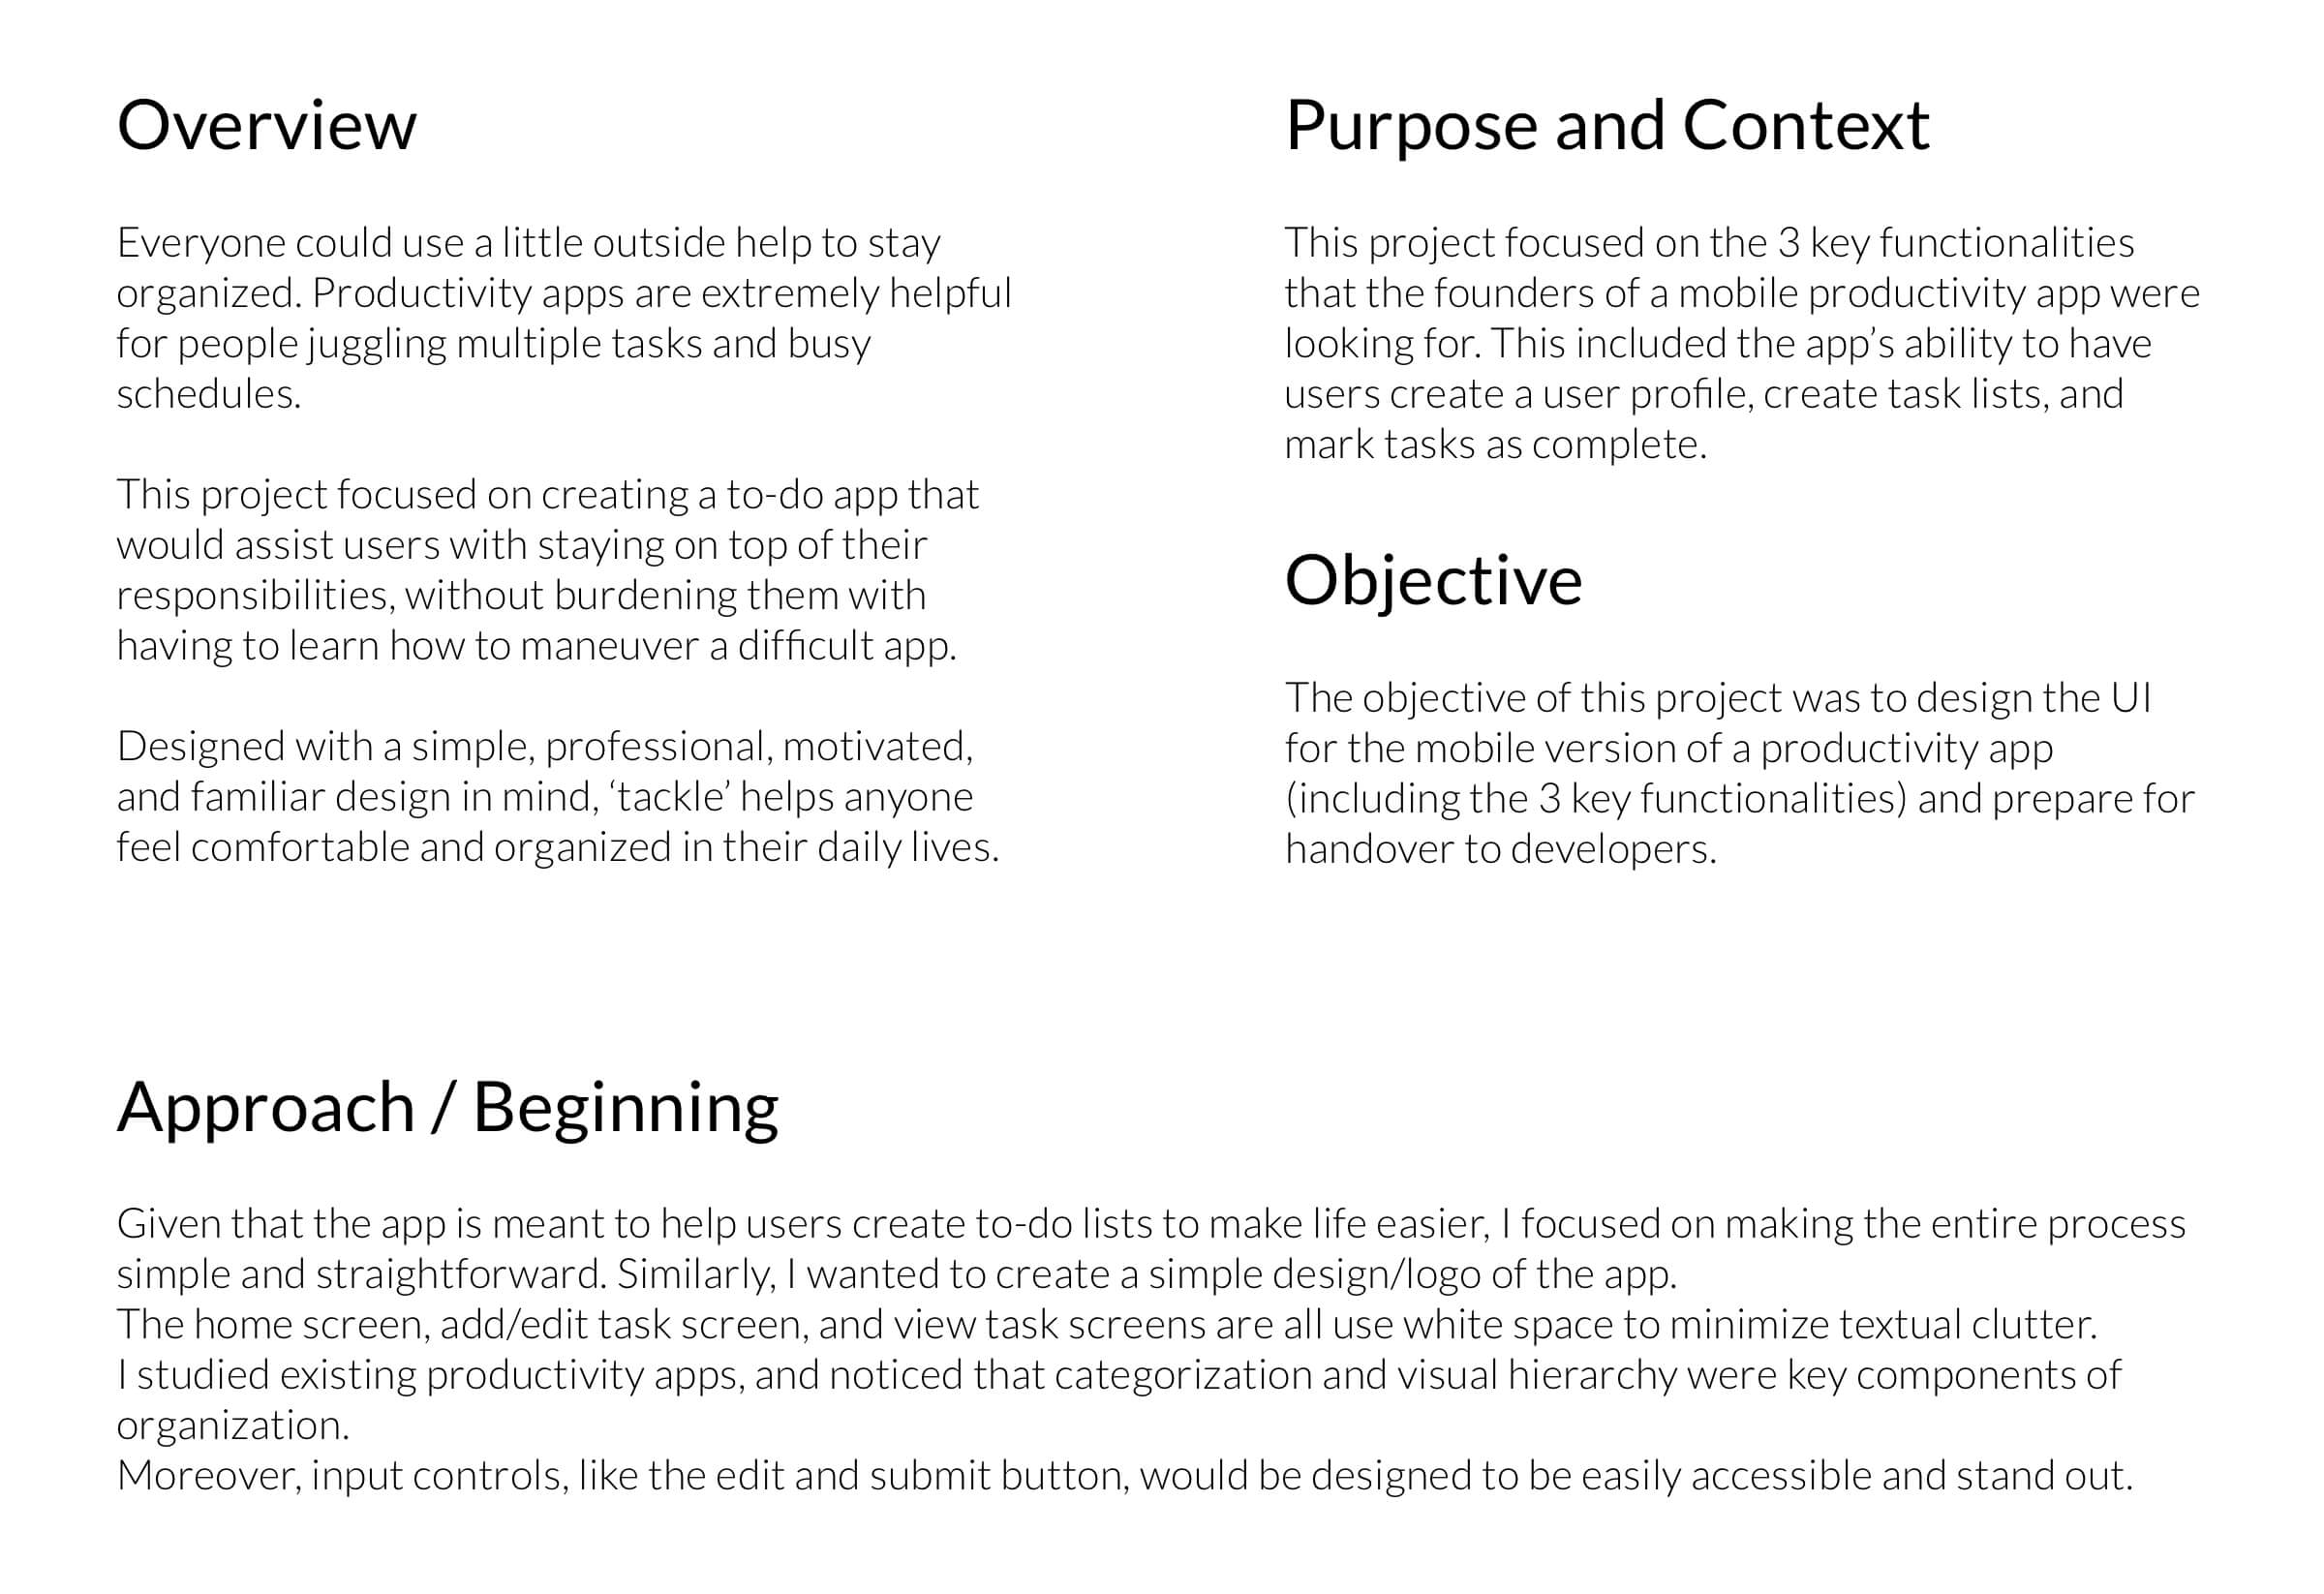 Overview
Everyone could use a little outside help to stay
organized. Productivity apps are extremely helpful
for people juggling multiple tasks and busy
schedules.
This project focused on creating a to-do app that
would assist users with staying on top of their
responsibilities, without burdening them with
having to learn how to maneuver a difficult app.
Designed with a simple, professional, motivated,
and familiar design in mind, ‘tackle’ helps anyone
feel comfortable and organized in their daily lives.
Purpose and Context
This project focused on the 3 key functionalities
that the founders of a mobile productivity app were
looking for. This included the app’s ability to have
users create a user profile, create task lists, and
mark tasks as complete.
Objective
The objective of this project was to design the UI
for the mobile version of a productivity app
(including the 3 key functionalities) and prepare for
handover to developers.
Approach / Beginning
Given that the app is meant to help users create to-do lists to make life easier, I focused on making the entire process
simple and straightforward. Similarly, I wanted to create a simple design/logo of the app.
The home screen, add/edit task screen, and view task screens are all use white space to minimize textual clutter.
I studied existing productivity apps, and noticed that categorization and visual hierarchy were key components of
organization.
Moreover, input controls, like the edit and submit button, would be designed to be easily accessible and stand out.